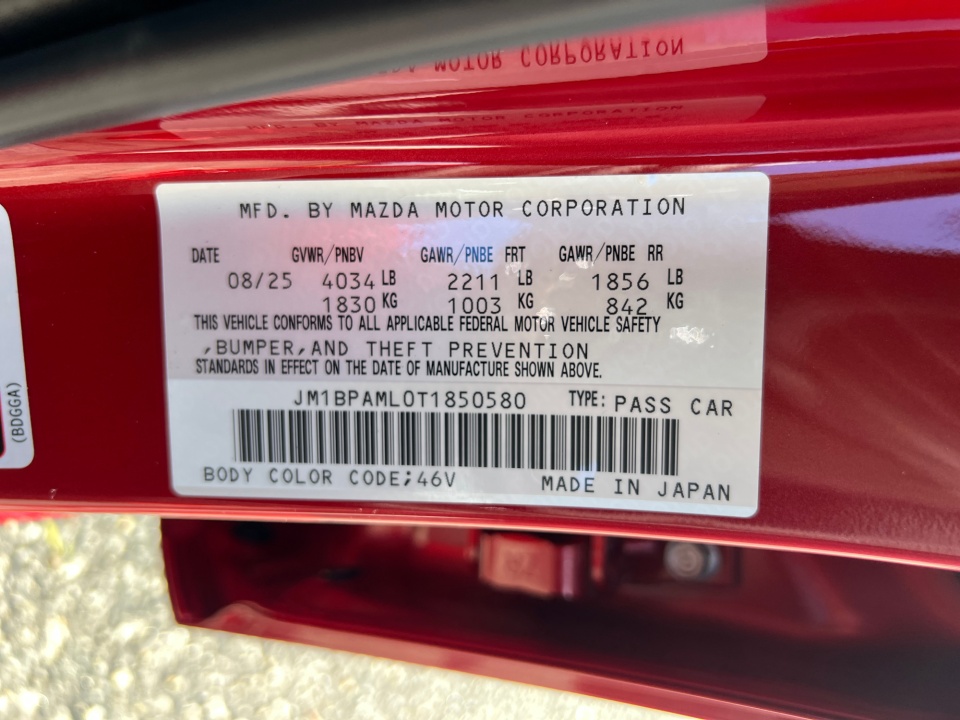 MFD. BY MAZDA MOTOR CORPORATION
DATE GVWR/PNBV GAWR/PNBE FRT GAWR/PNBE RR
08/25 4034 LB 2211 LB 1856 LB
1830 KG 1003 KG 842 KG
THIS VEHICLE CONFORMS TO ALL APPLICABLE FEDERAL MOTOR VEHICLE SAFETY
,BUMPER,AND THEFT PREVENTION
STANDARDS IN EFFECT ON THE DATE OF MANUFACTURE SHOWN ABOVE.
JM1BPAML0T1850580 TYPE: PASS CAR
BODY COLOR CODE;46V MADE IN JAPAN
(BDGGA)